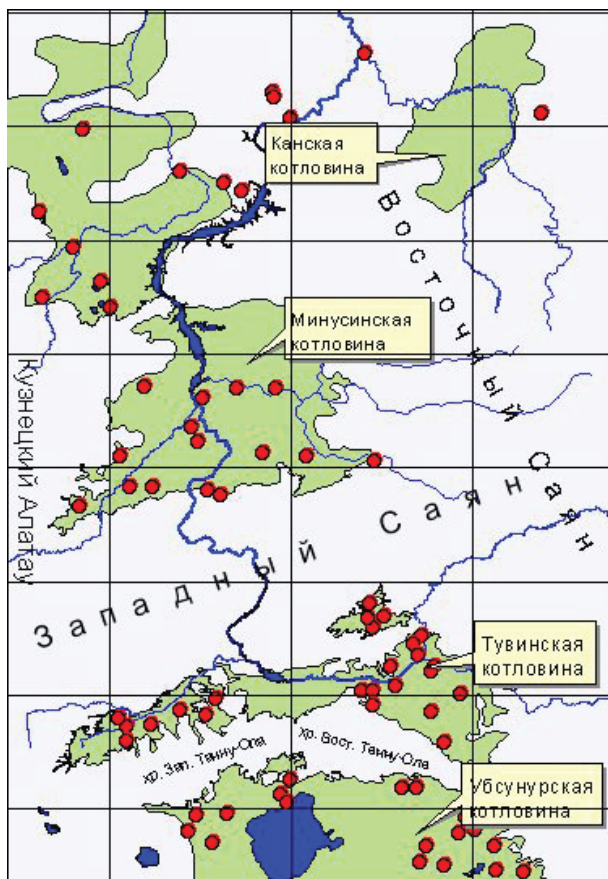 Канская
котловина
Восточный Саян
Минусинская
котловина
Кузнецкий Алатау
Западный Саян
Тувинская
котловина
хр. Зап. Танну-Ола
хр. Вост. Танну-Ола
Убсунурская
котловина